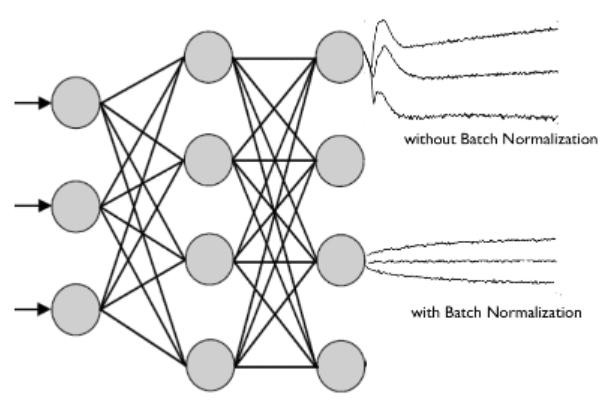 without Batch Normalization
with Batch Normalization